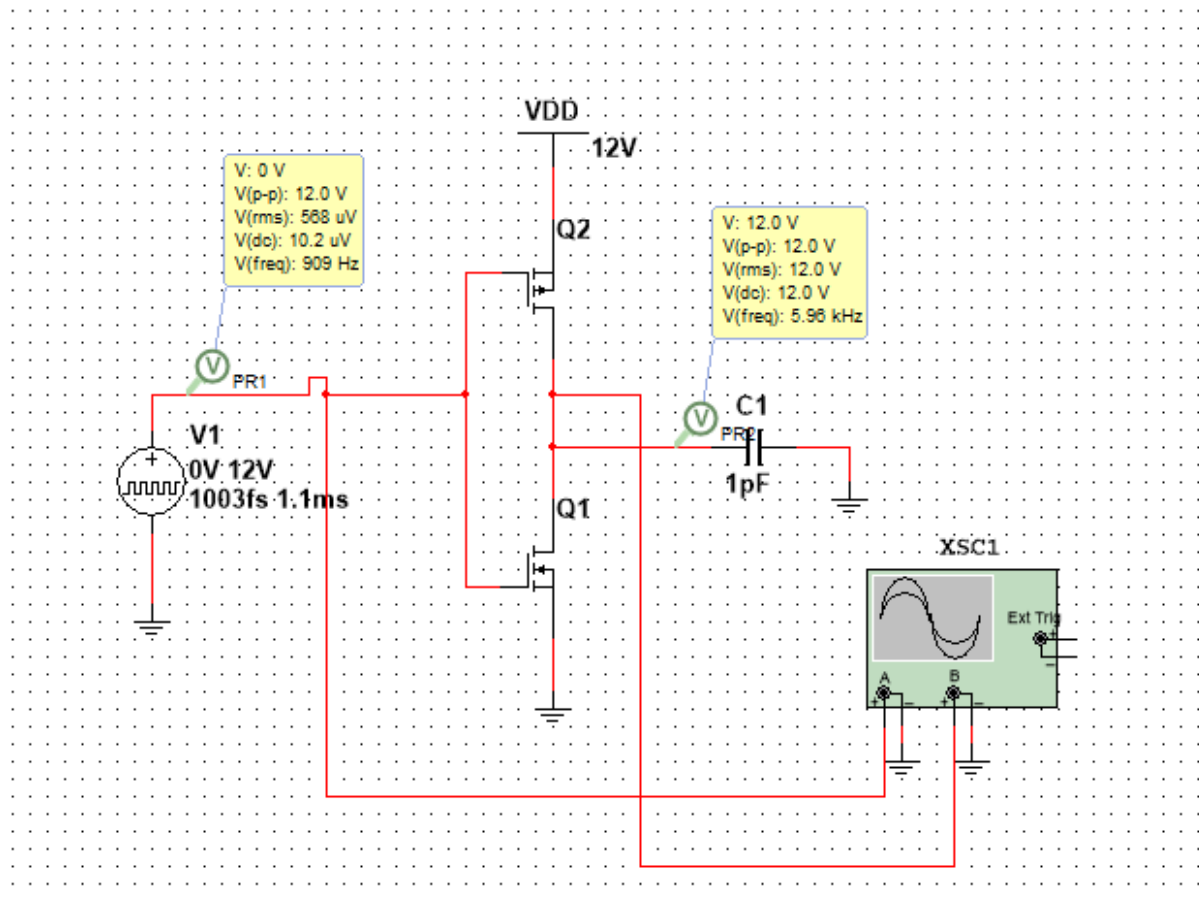 VDD
12V
V: 0 V
V(p-p): 12.0 V
V(rms): 568 uV
V(dc): 10.2 uV
V(freq): 909 Hz
Q2
V: 12.0 V
V(p-p): 12.0 V
V(rms): 12.0 V
V(dc): 12.0 V
V(freq): 5.96 kHz
V
PR1
V
PR2
C1
1pF
V1
0V 12V
1003fs 1.1ms
+
Q1
XSC1
Ext Trig
+
−
A
B
+
−
+
−